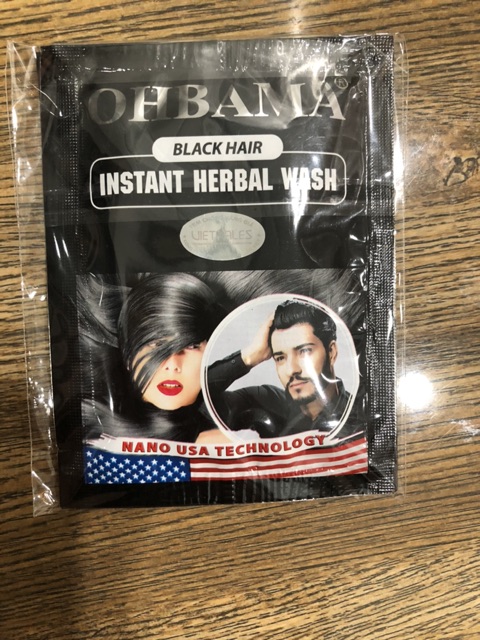 OHBAMA ®
BLACK HAIR
INSTANT HERBAL WASH
NANO USA TECHNOLOGY